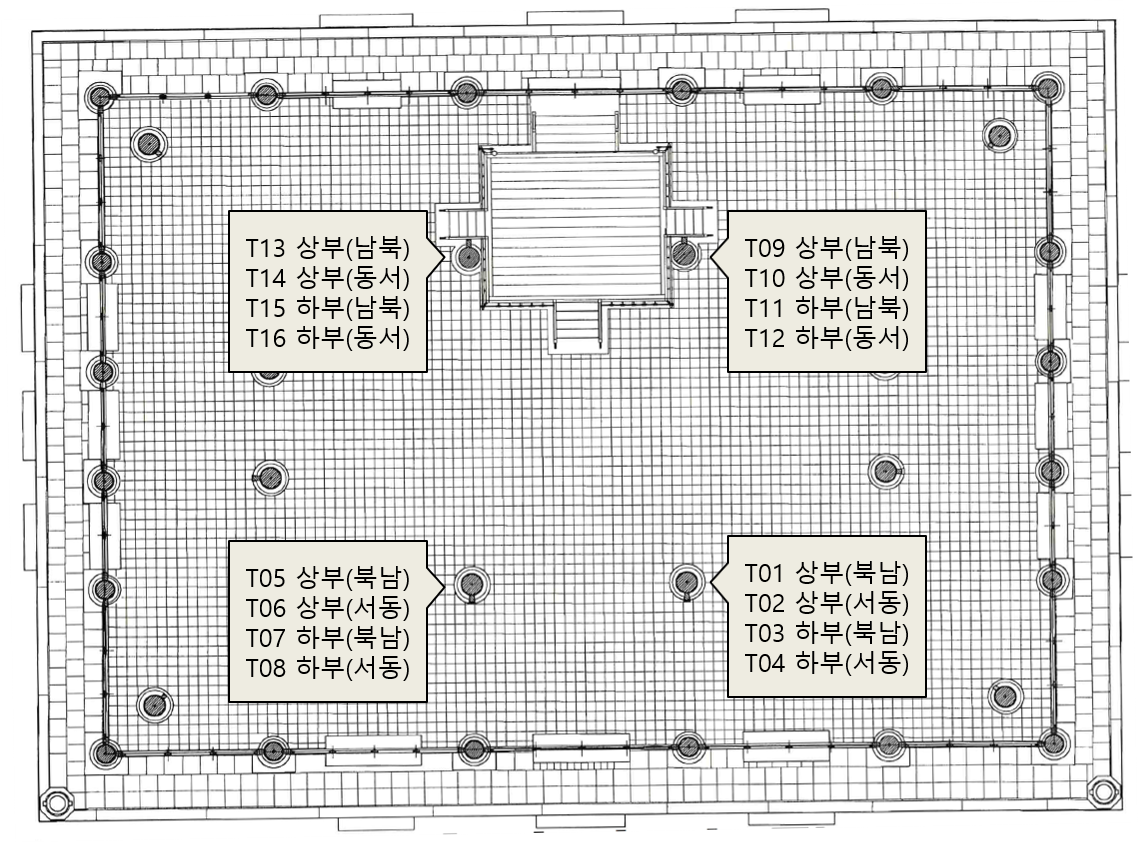 T13 상부(남북)
T14 상부(동서)
T15 하부(남북)
T16 하부(동서)
T09 상부(남북)
T10 상부(동서)
T11 하부(남북)
T12 하부(동서)
T05 상부(북남)
T06 상부(서동)
T07 하부(북남)
T08 하부(서동)
T01 상부(북남)
T02 상부(서동)
T03 하부(북남)
T04 하부(서동)